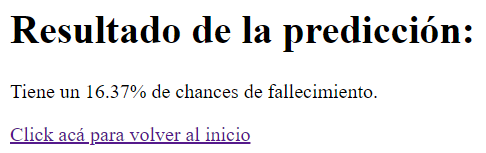 Resultado de la predicción:
Tiene un 16.37% de chances de fallecimiento.
Click acá para volver al inicio